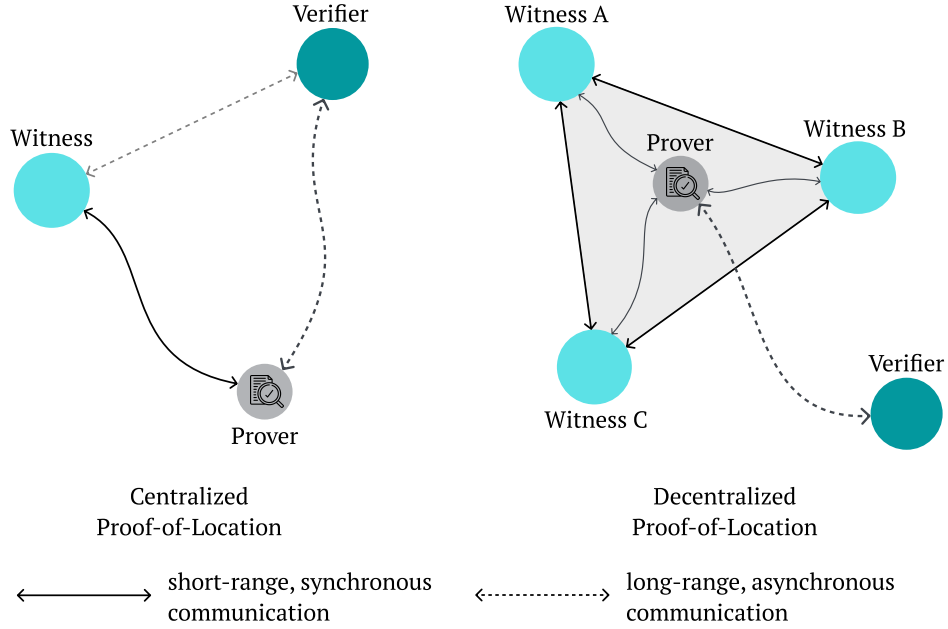 Verifier
Witness
Prover
Centralized
Proof-of-Location
Witness A
Prover
Witness B
Witness C
Verifier
Decentralized
Proof-of-Location
short-range, synchronous
communication
long-range, asynchronous
communication